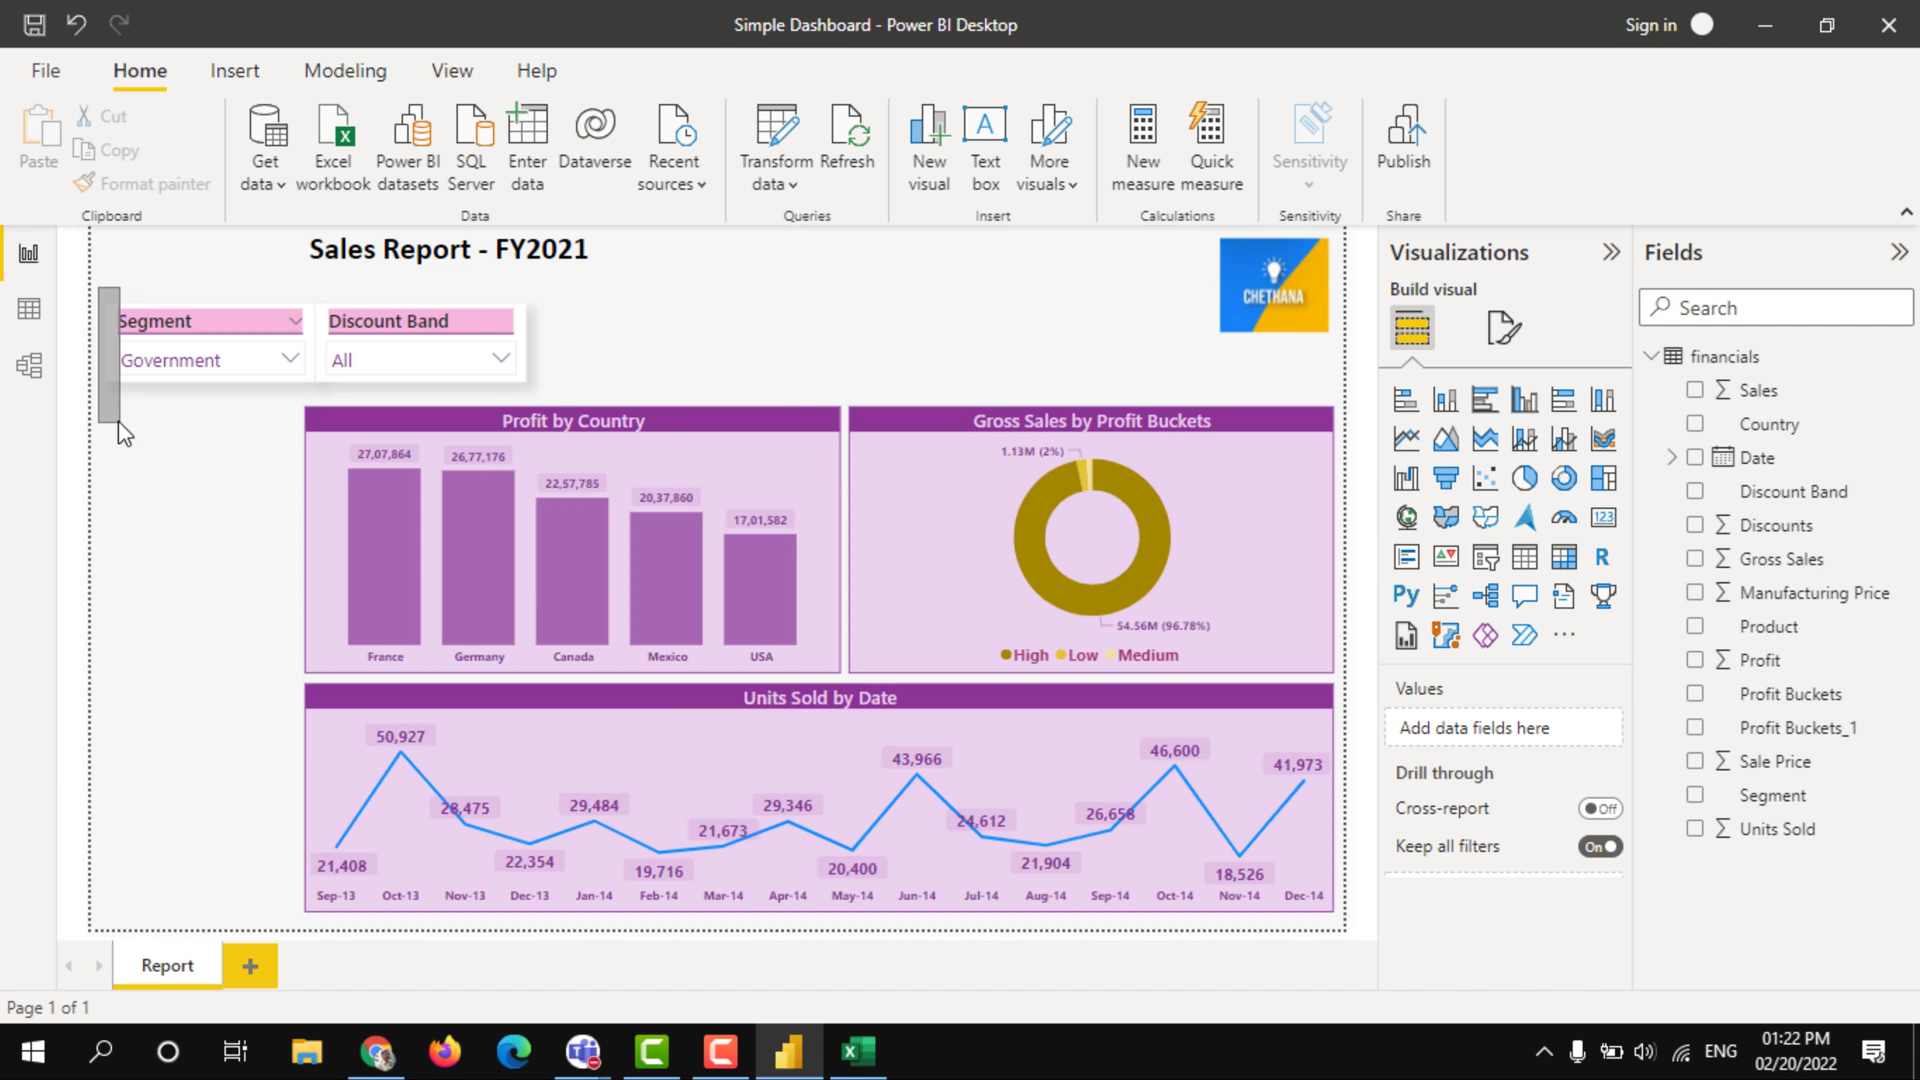 Simple Dashboard - Power BI Desktop
Sign in
File Home Insert Modeling View Help
Paste
Cut
Copy
Format painter
Clipboard
Get data
Excel workbook
Power BI datasets
SQL Server
Enter data
Dataverse
Recent sources
Data
Transform data
Refresh
Queries
New visual
Text box
More visuals
Insert
New measure
Quick measure
Calculations
Sensitivity
Sensitivity
Publish
Share
Sales Report - FY2021
CHETHANA
Segment
Government
Discount Band
All
Profit by Country
27,07,864
26,77,176
22,57,785
20,37,860
17,01,582
France Germany Canada Mexico USA
Gross Sales by Profit Buckets
1.13M (2%)
54.56M (96.78%)
High Low Medium
Units Sold by Date
21,408
50,927
28,475
22,354
29,484
19,716
21,673
29,346
20,400
43,966
24,612
21,904
26,658
46,600
18,526
41,973
Sep-13 Oct-13 Nov-13 Dec-13 Jan-14 Feb-14 Mar-14 Apr-14 May-14 Jun-14 Jul-14 Aug-14 Sep-14 Oct-14 Nov-14 Dec-14
Visualizations
Build visual
123
R
Py
Values
Add data fields here
Drill through
Cross-report Off
Keep all filters On
Fields
Search
financials
Sales
Country
Date
Discount Band
Discounts
Gross Sales
Manufacturing Price
Product
Profit
Profit Buckets
Profit Buckets_1
Sale Price
Segment
Units Sold
Report
Page 1 of 1
ENG
01:22 PM
02/20/2022